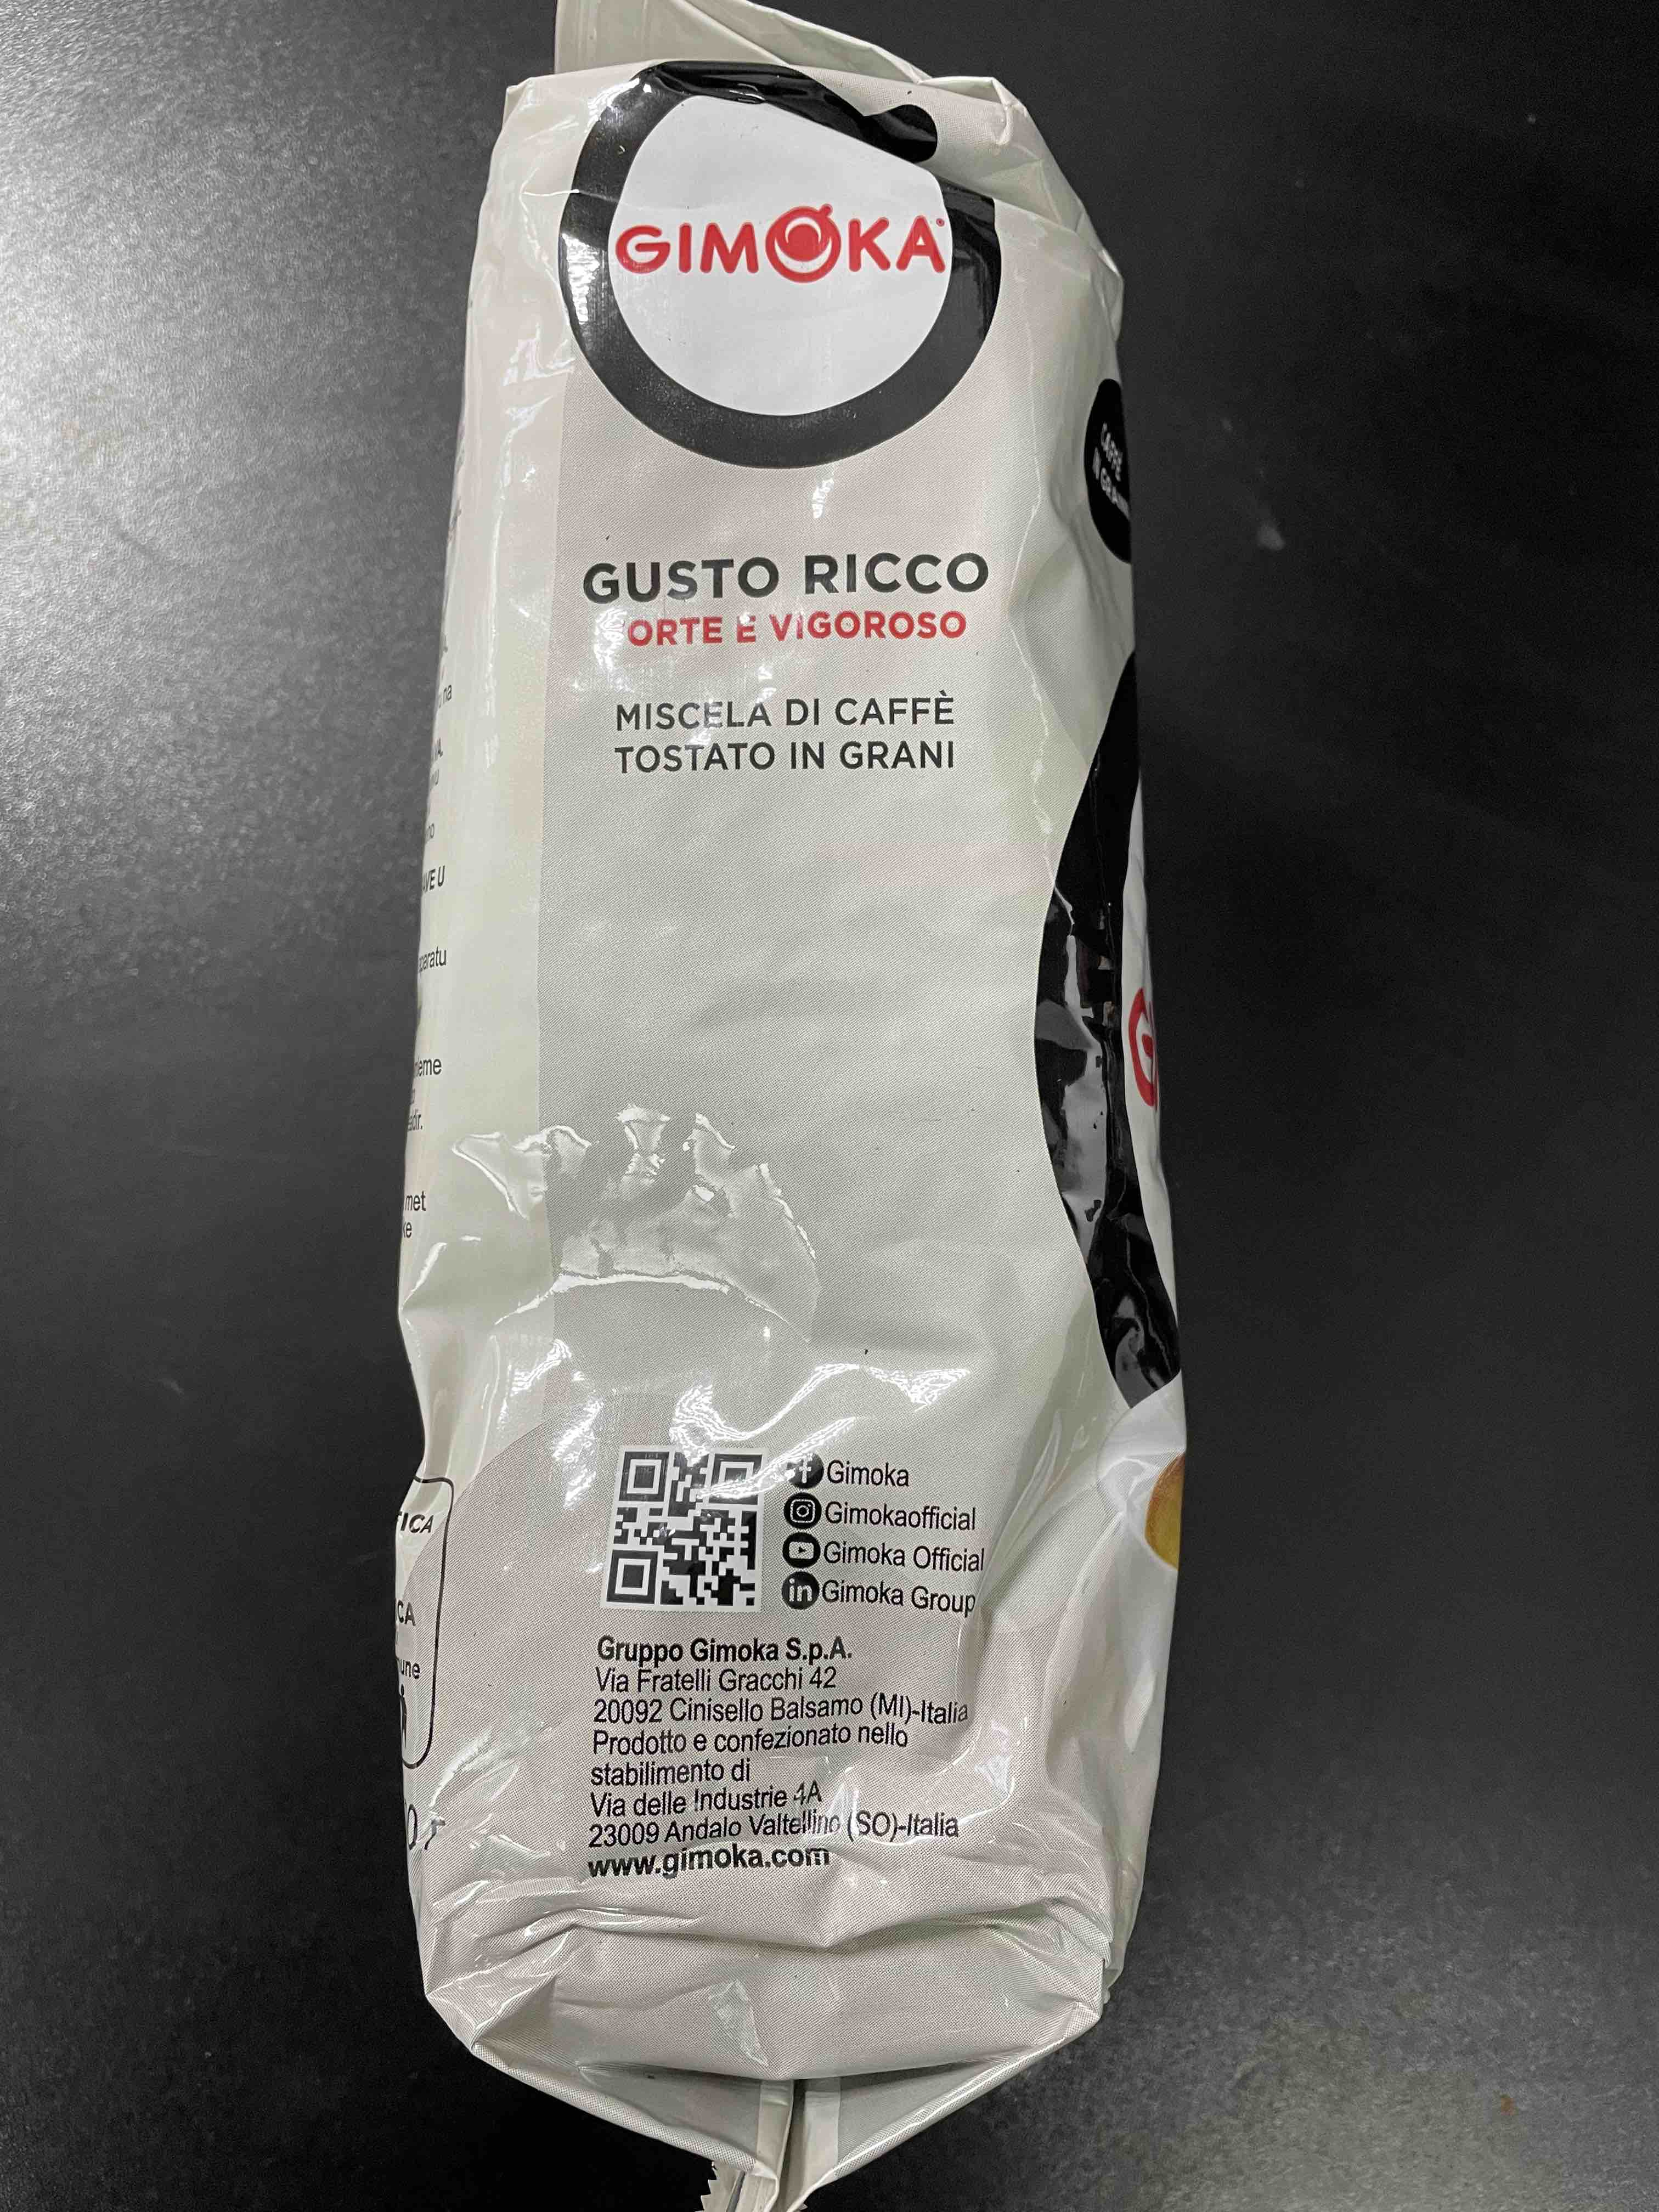 GIMOKA
GUSTO RICCO
ORTE E VIGOROSO
MISCELA DI CAFFÈ
TOSTATO IN GRANI
CAFFÈ
Gimoka
Gimokaofficial
Gimoka Official
Gimoka Group
Gruppo Gimoka S.p.A.
Via Fratelli Gracchi 42
20092 Cinisello Balsamo (MI)-Italia
Prodotto e confezionato nello
stabilimento di
Via delle Industrie 4A
23009 Andalo Valtellino (SO)-Italia
www.gimoka.com